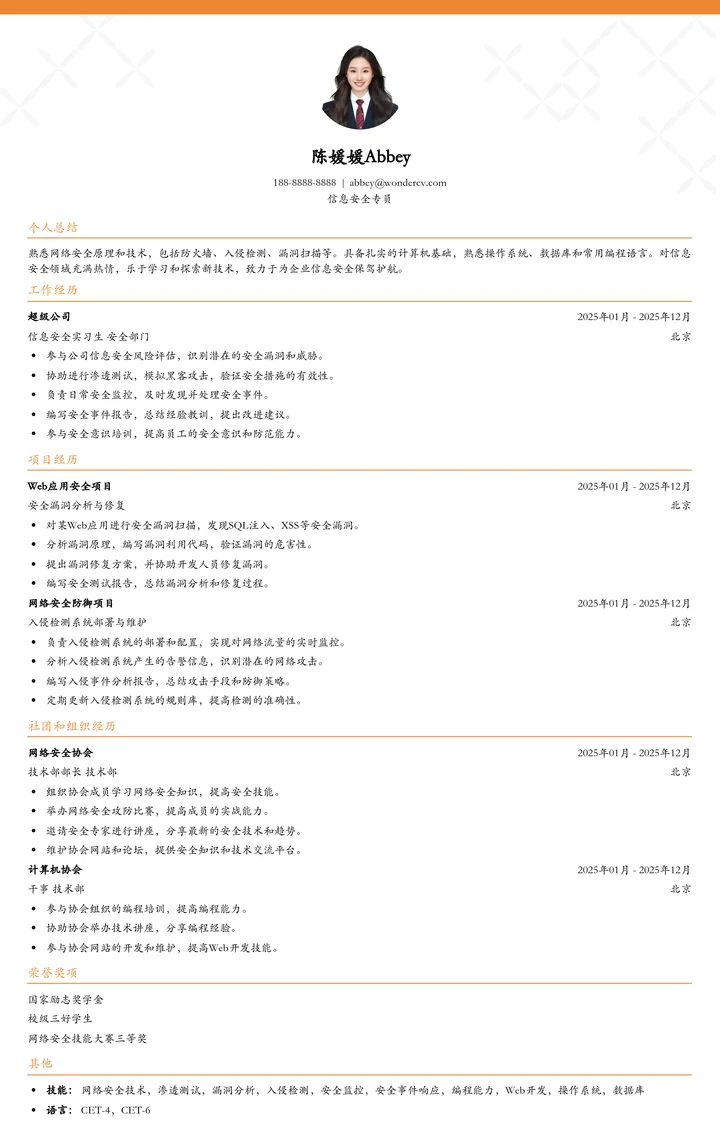 陈媛媛Abbey
188-8888-8888 | abbey@wondercv.com
信息安全专员
个人总结
熟悉网络安全原理和技术，包括防火墙、入侵检测、漏洞扫描等。具备扎实的计算机基础，熟悉操作系统、数据库和常用编程语言。对信息
安全领域充满热情，乐于学习和探索新技术，致力于为企业信息安全保驾护航。
工作经历
超级公司 2025年01月 - 2025年12月
信息安全实习生 安全部门 北京
• 参与公司信息安全风险评估，识别潜在的安全漏洞和威胁。
• 协助进行渗透测试，模拟黑客攻击，验证安全措施的有效性。
• 负责日常安全监控，及时发现并处理安全事件。
• 编写安全事件报告，总结经验教训，提出改进建议。
• 参与安全意识培训，提高员工的安全意识和防范能力。
项目经历
Web应用安全项目 2025年01月 - 2025年12月
安全漏洞分析与修复 北京
• 对某Web应用进行安全漏洞扫描，发现SQL注入、XSS等安全漏洞。
• 分析漏洞原理，编写漏洞利用代码，验证漏洞的危害性。
• 提出漏洞修复方案，并协助开发人员修复漏洞。
• 编写安全测试报告，总结漏洞分析和修复过程。
网络安全防御项目 2025年01月 - 2025年12月
入侵检测系统部署与维护 北京
• 负责入侵检测系统的部署和配置，实现对网络流量的实时监控。
• 分析入侵检测系统产生的告警信息，识别潜在的网络攻击。
• 编写入侵事件分析报告，总结攻击手段和防御策略。
• 定期更新入侵检测系统的规则库，提高检测的准确性。
社团和组织经历
网络安全协会 2025年01月 - 2025年12月
技术部部长 技术部 北京
• 组织协会成员学习网络安全知识，提高安全技能。
• 举办网络安全攻防比赛，提高成员的实战能力。
• 邀请安全专家进行讲座，分享最新的安全技术和趋势。
• 维护协会网站和论坛，提供安全知识和技术交流平台。
计算机协会 2025年01月 - 2025年12月
干事 技术部 北京
• 参与协会组织的编程培训，提高编程能力。
• 协助协会举办技术讲座，分享编程经验。
• 参与协会网站的开发和维护，提高Web开发技能。
荣誉奖项
国家励志奖学金
校级三好学生
网络安全技能大赛三等奖
其他
• 技能： 网络安全技术，渗透测试，漏洞分析，入侵检测，安全监控，安全事件响应，编程能力，Web开发，操作系统，数据库
• 语言： CET-4，CET-6